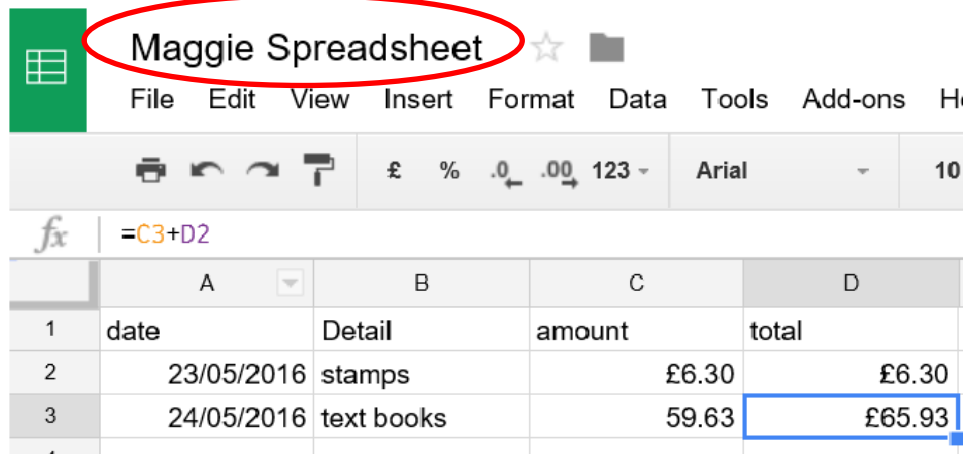 Maggie Spreadsheet
File Edit View Insert Format Data Tools Add-ons
£ % .0 .00 123 Arial 10
fx =C3+D2
A B C D
1 date Detail amount total
2 23/05/2016 stamps £6.30 £6.30
3 24/05/2016 text books 59.63 £65.93